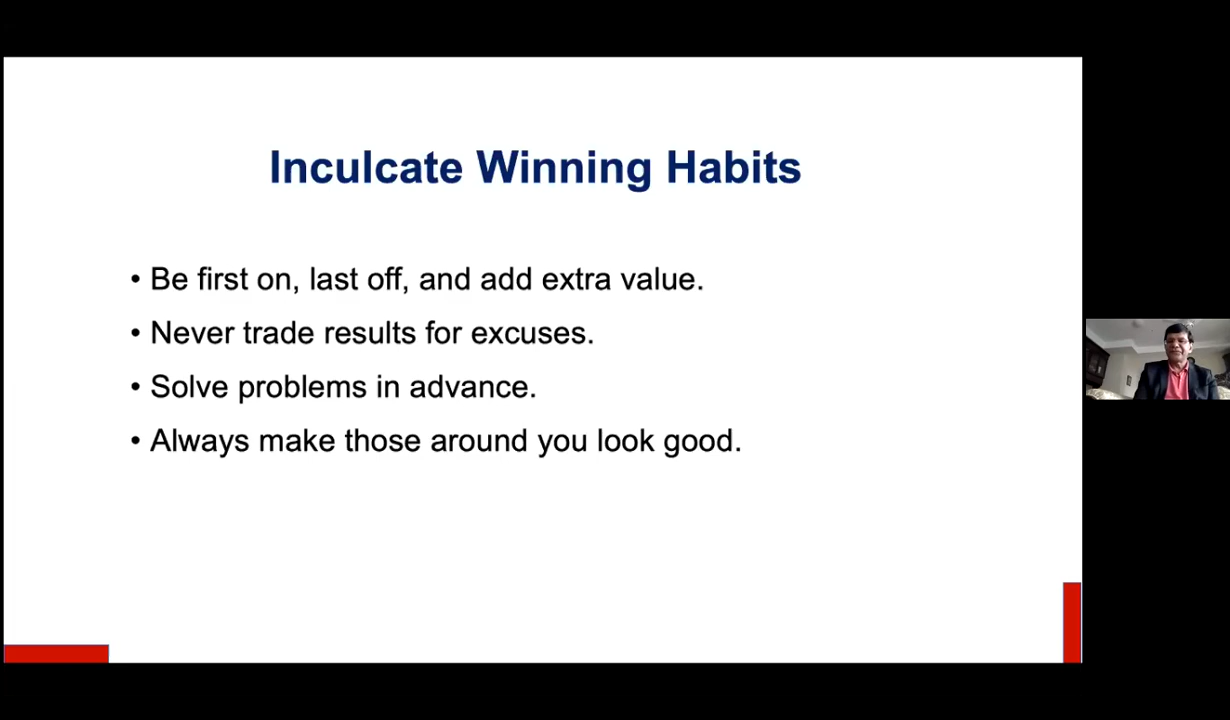 Inculcate Winning Habits
• Be first on, last off, and add extra value.
• Never trade results for excuses.
• Solve problems in advance.
• Always make those around you look good.